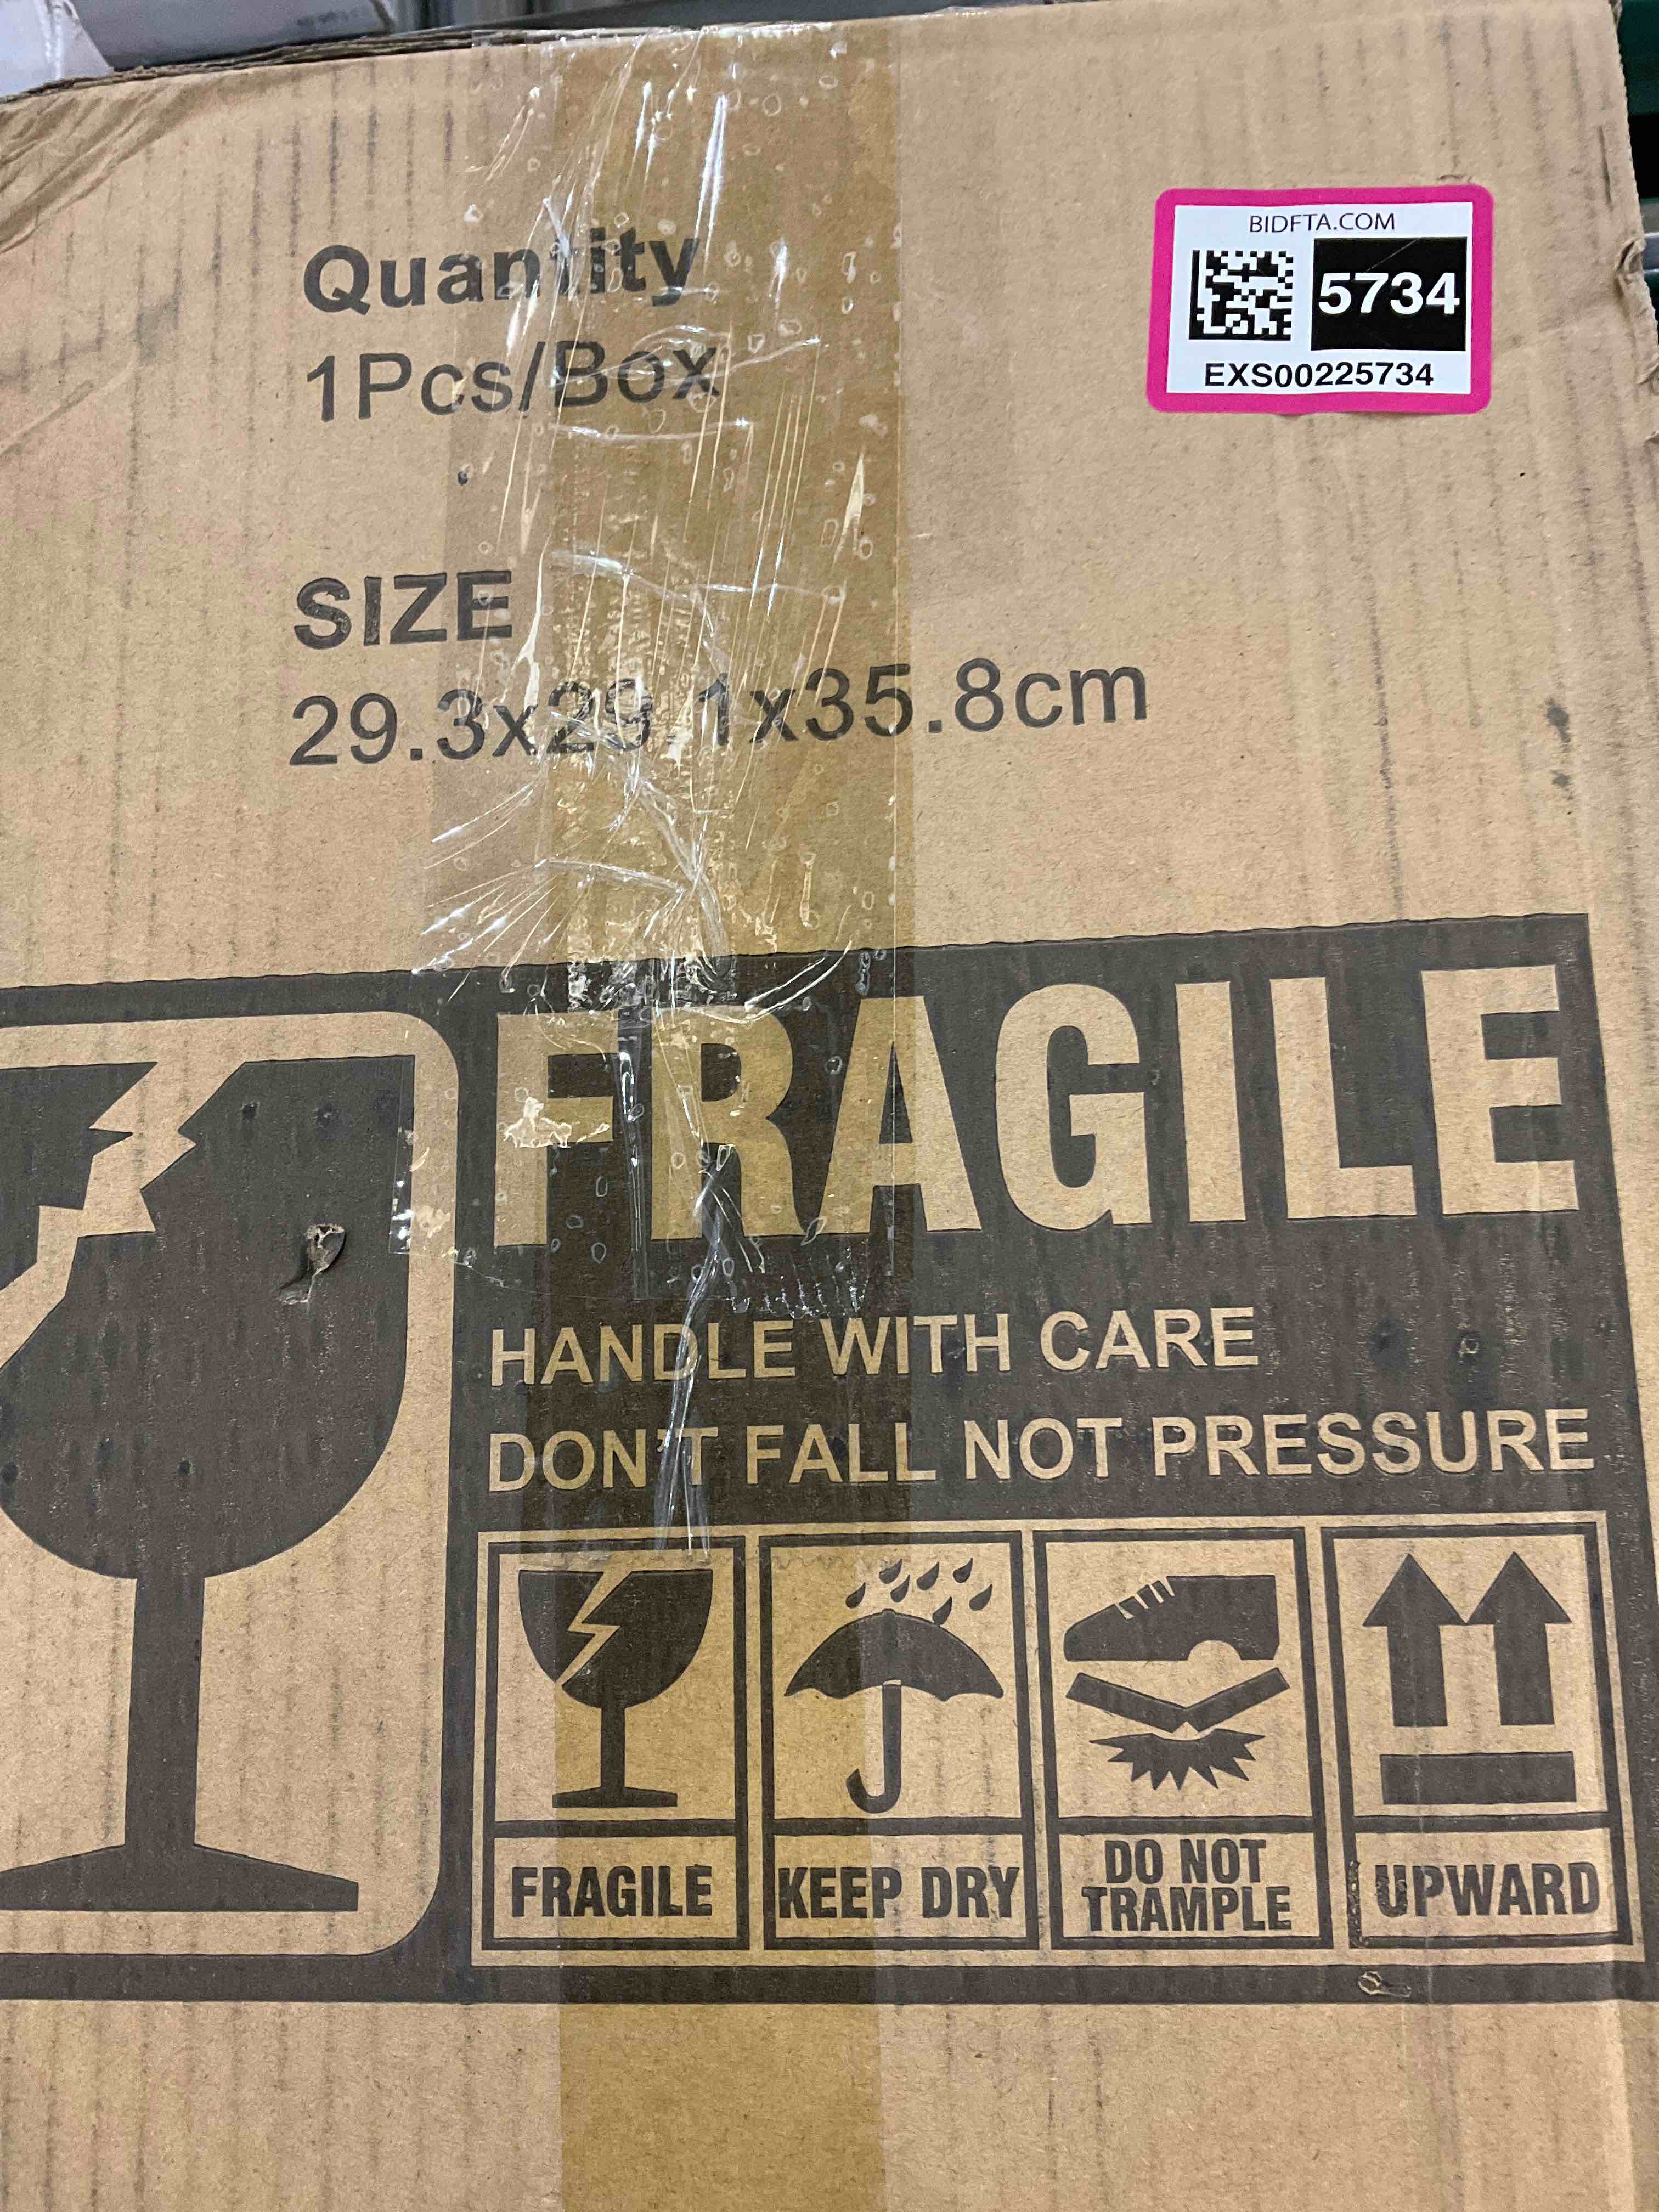 BIDFTA.COM
5734
EXS00225734
Quantity
1Pcs/Box
SIZE
29.3x29.1x35.8cm
FRAGILE
HANDLE WITH CARE
DON'T FALL NOT PRESSURE
FRAGILE
KEEP DRY
DO NOT
TRAMPLE
UPWARD